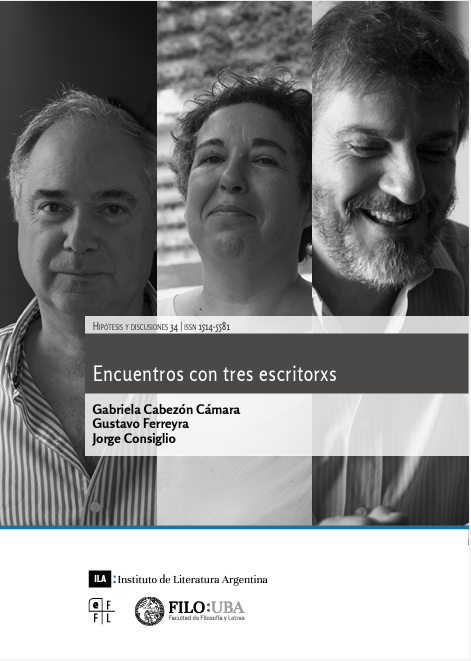 Hipótesis y discusiones 34 | issn 1514-5581
Encuentros con tres escritorxs
Gabriela Cabezón Cámara
Gustavo Ferreyra
Jorge Consiglio
ILA :Instituto de Literatura Argentina
e F
F L
FILO:UBA
Facultad de Filosofía y Letras